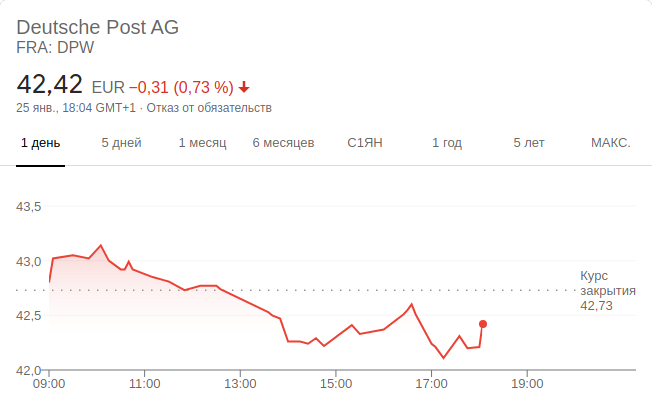 Deutsche Post AG
FRA: DPW
42,42 EUR −0,31 (0,73 %)
25 янв., 18:04 GMT+1 · Отказ от обязательств
1 день 5 дней 1 месяц 6 месяцев С1ЯН 1 год 5 лет МАКС.
43,5
43,0
Курс
закрытия
42,73
42,5
42,0
09:00 11:00 13:00 15:00 17:00 19:00